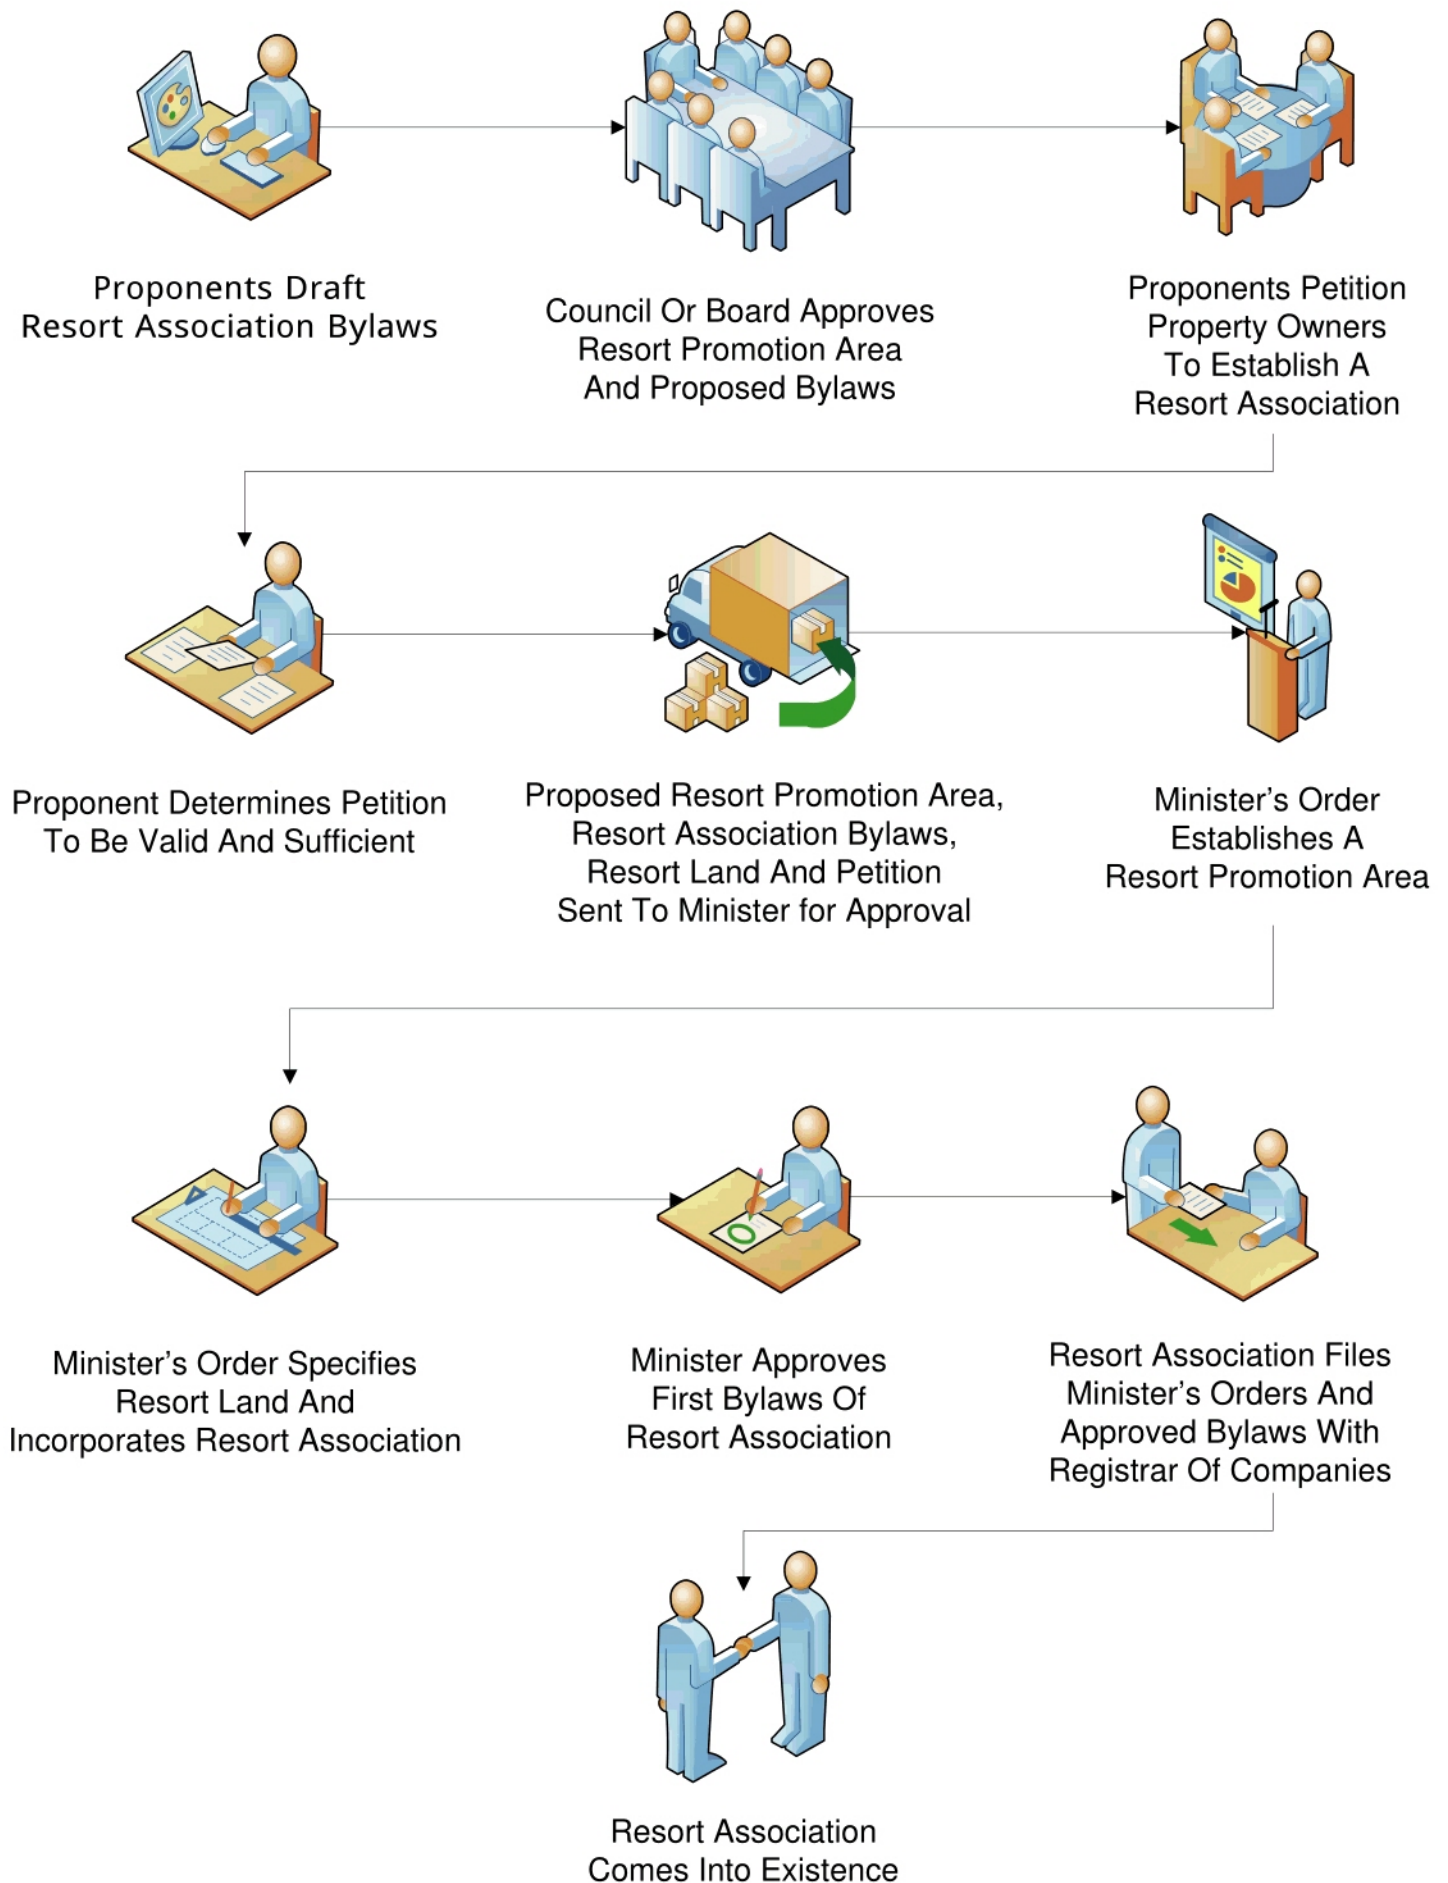 Proponents Draft
Resort Association Bylaws
Council Or Board Approves
Resort Promotion Area
And Proposed Bylaws
Proponents Petition
Property Owners
To Establish A
Resort Association
Proponent Determines Petition
To Be Valid And Sufficient
Proposed Resort Promotion Area,
Resort Association Bylaws,
Resort Land And Petition
Sent To Minister for Approval
Minister's Order
Establishes A
Resort Promotion Area
Minister's Order Specifies
Resort Land And
Incorporates Resort Association
Minister Approves
First Bylaws Of
Resort Association
Resort Association Files
Minister's Orders And
Approved Bylaws With
Registrar Of Companies
Resort Association
Comes Into Existence